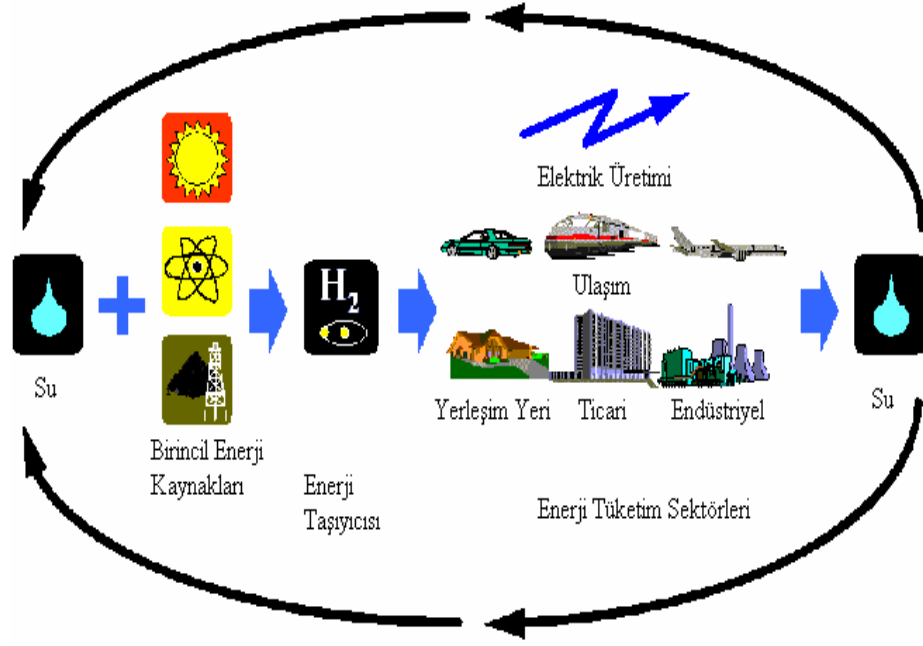 Elektrik Üretimi
Ulaşım
H2
Su
Yerleşim Yeri
Ticari
Endüstriyel
Su
Birincil Enerji
Kaynakları
Enerji
Taşıyıcısı
Enerji Tüketim Sektörleri